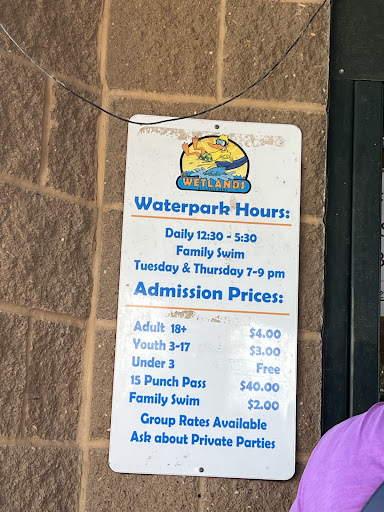 WETLANDS
Waterpark Hours:
Daily 12:30 - 5:30
Family Swim
Tuesday & Thursday 7-9 pm
Admission Prices:
Adult 18+ $4.00
Youth 3-17 $3.00
Under 3 Free
15 Punch Pass $40.00
Family Swim $2.00
Group Rates Available
Ask about Private Parties